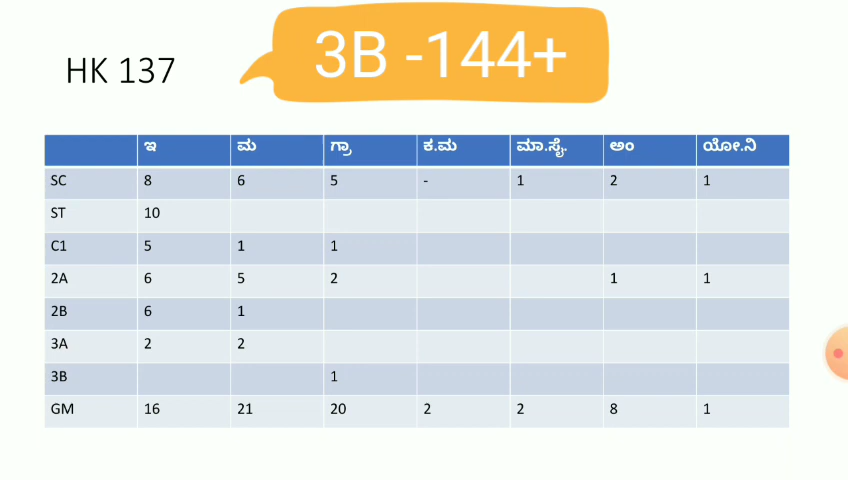 HK 137
3B -144+
ಇ ಮ ಗ್ರಾ ಕ.ಮ ಮಾ.ಸೈ. ಅಂ ಯೋ.ನಿ
SC 8 6 5 - 1 2 1
ST 10
C1 5 1 1
2A 6 5 2 1 1
2B 6 1
3A 2 2
3B 1
GM 16 21 20 2 2 8 1